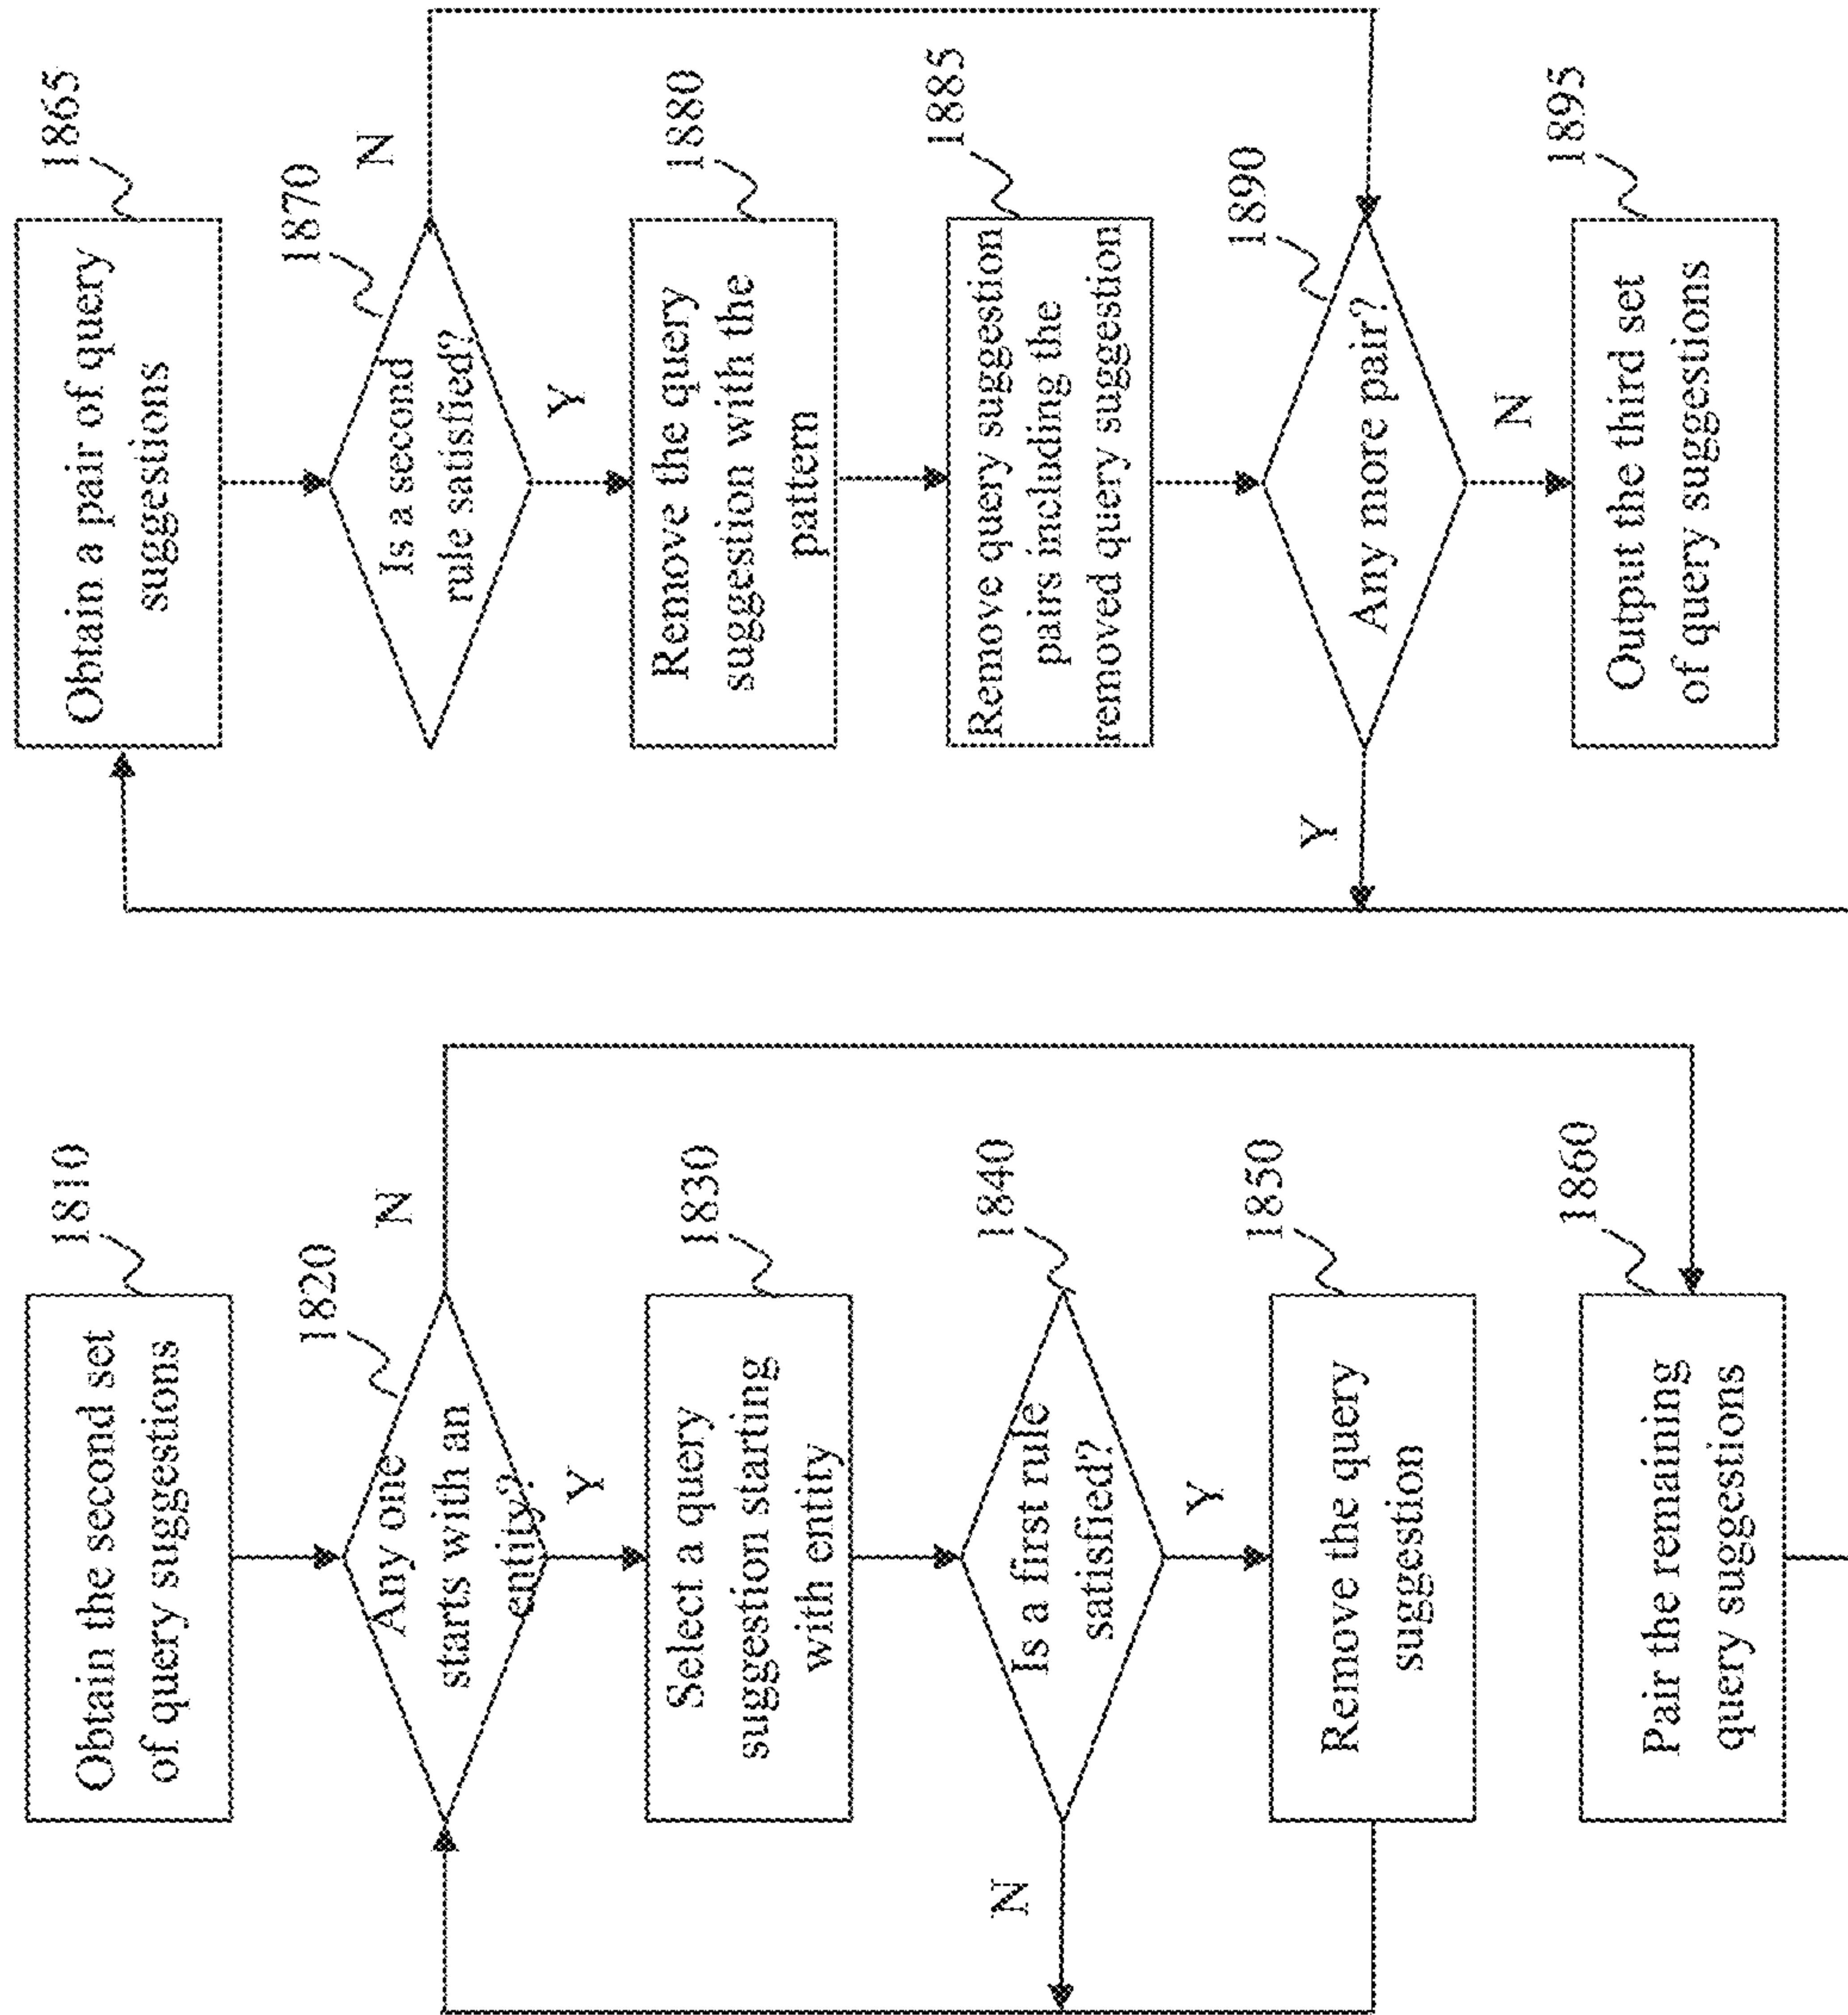 Obtain the second set
of query suggestions
1810
Any one
starts with an
entity?
1820
N
Y
Select a query
suggestion starting
with entity
1830
Is a first rule
satisfied?
1840
N
Y
Remove the query
suggestion
1850
Pair the remaining
query suggestions
1860
Obtain a pair of query
suggestions
1865
Is a second
rule satisfied?
1870
N
Y
Remove the query
suggestion with the
pattern
1880
Remove query suggestion
pairs including the
removed query suggestion
1885
Any more pair?
1890
Y
N
Output the third set
of query suggestions
1895